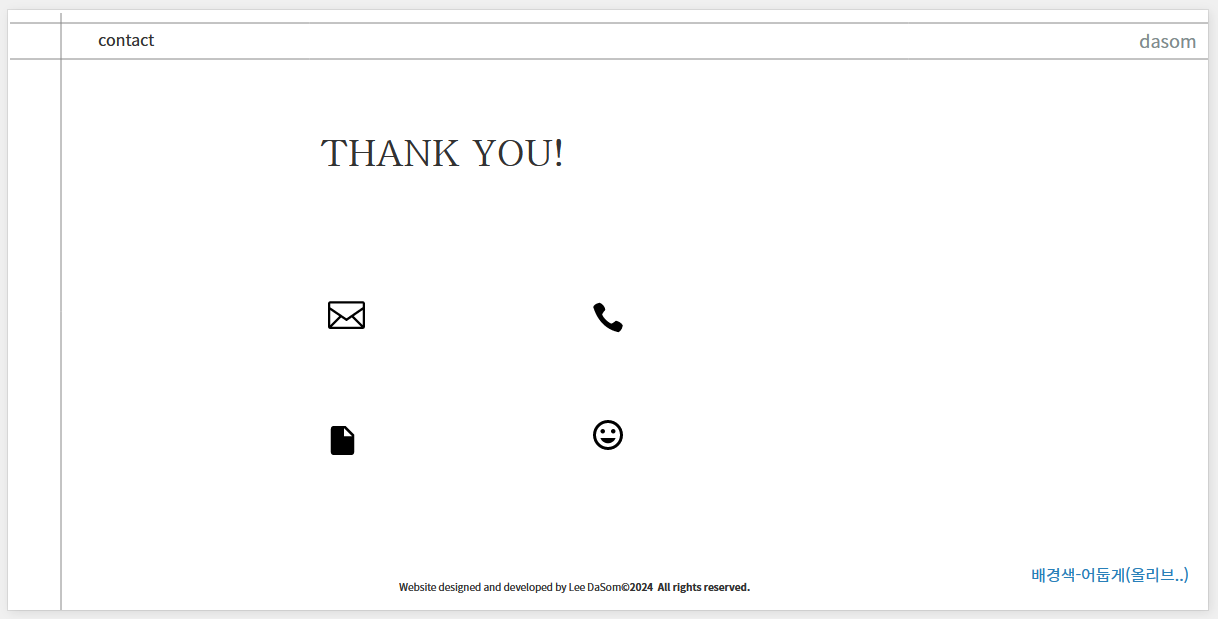 contact
dasom
THANK YOU!
Website designed and developed by Lee DaSom©2024 All rights reserved.
배경색-어둡게(올리브..)